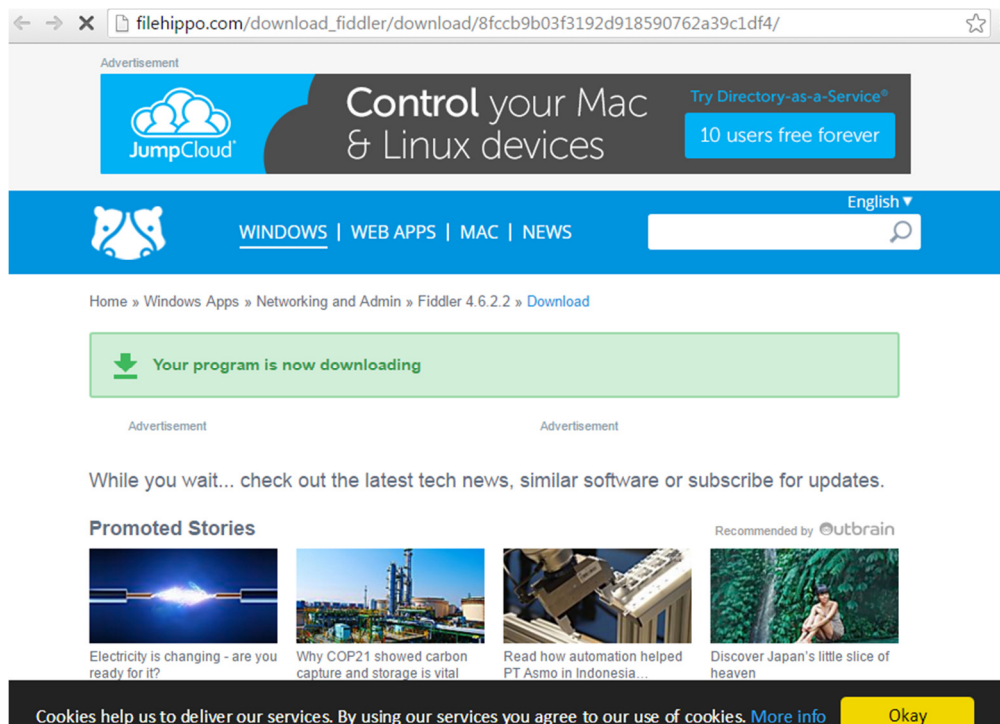 filehippo.com/download_fiddler/download/8fccb9b03f3192d918590762a39c1df4/
Advertisement
JumpCloud
Control your Mac
& Linux devices
Try Directory-as-a-Service®
10 users free forever
English ▼
WINDOWS | WEB APPS | MAC | NEWS
Home » Windows Apps » Networking and Admin » Fiddler 4.6.2.2 » Download
Your program is now downloading
Advertisement
Advertisement
While you wait... check out the latest tech news, similar software or subscribe for updates.
Promoted Stories
Recommended by Outbrain
Electricity is changing - are you
ready for it?
Why COP21 showed carbon
capture and storage is vital
Read how automation helped
PT Asmo in Indonesia...
Discover Japan's little slice of
heaven
Cookies help us to deliver our services. By using our services you agree to our use of cookies. More info
Okay